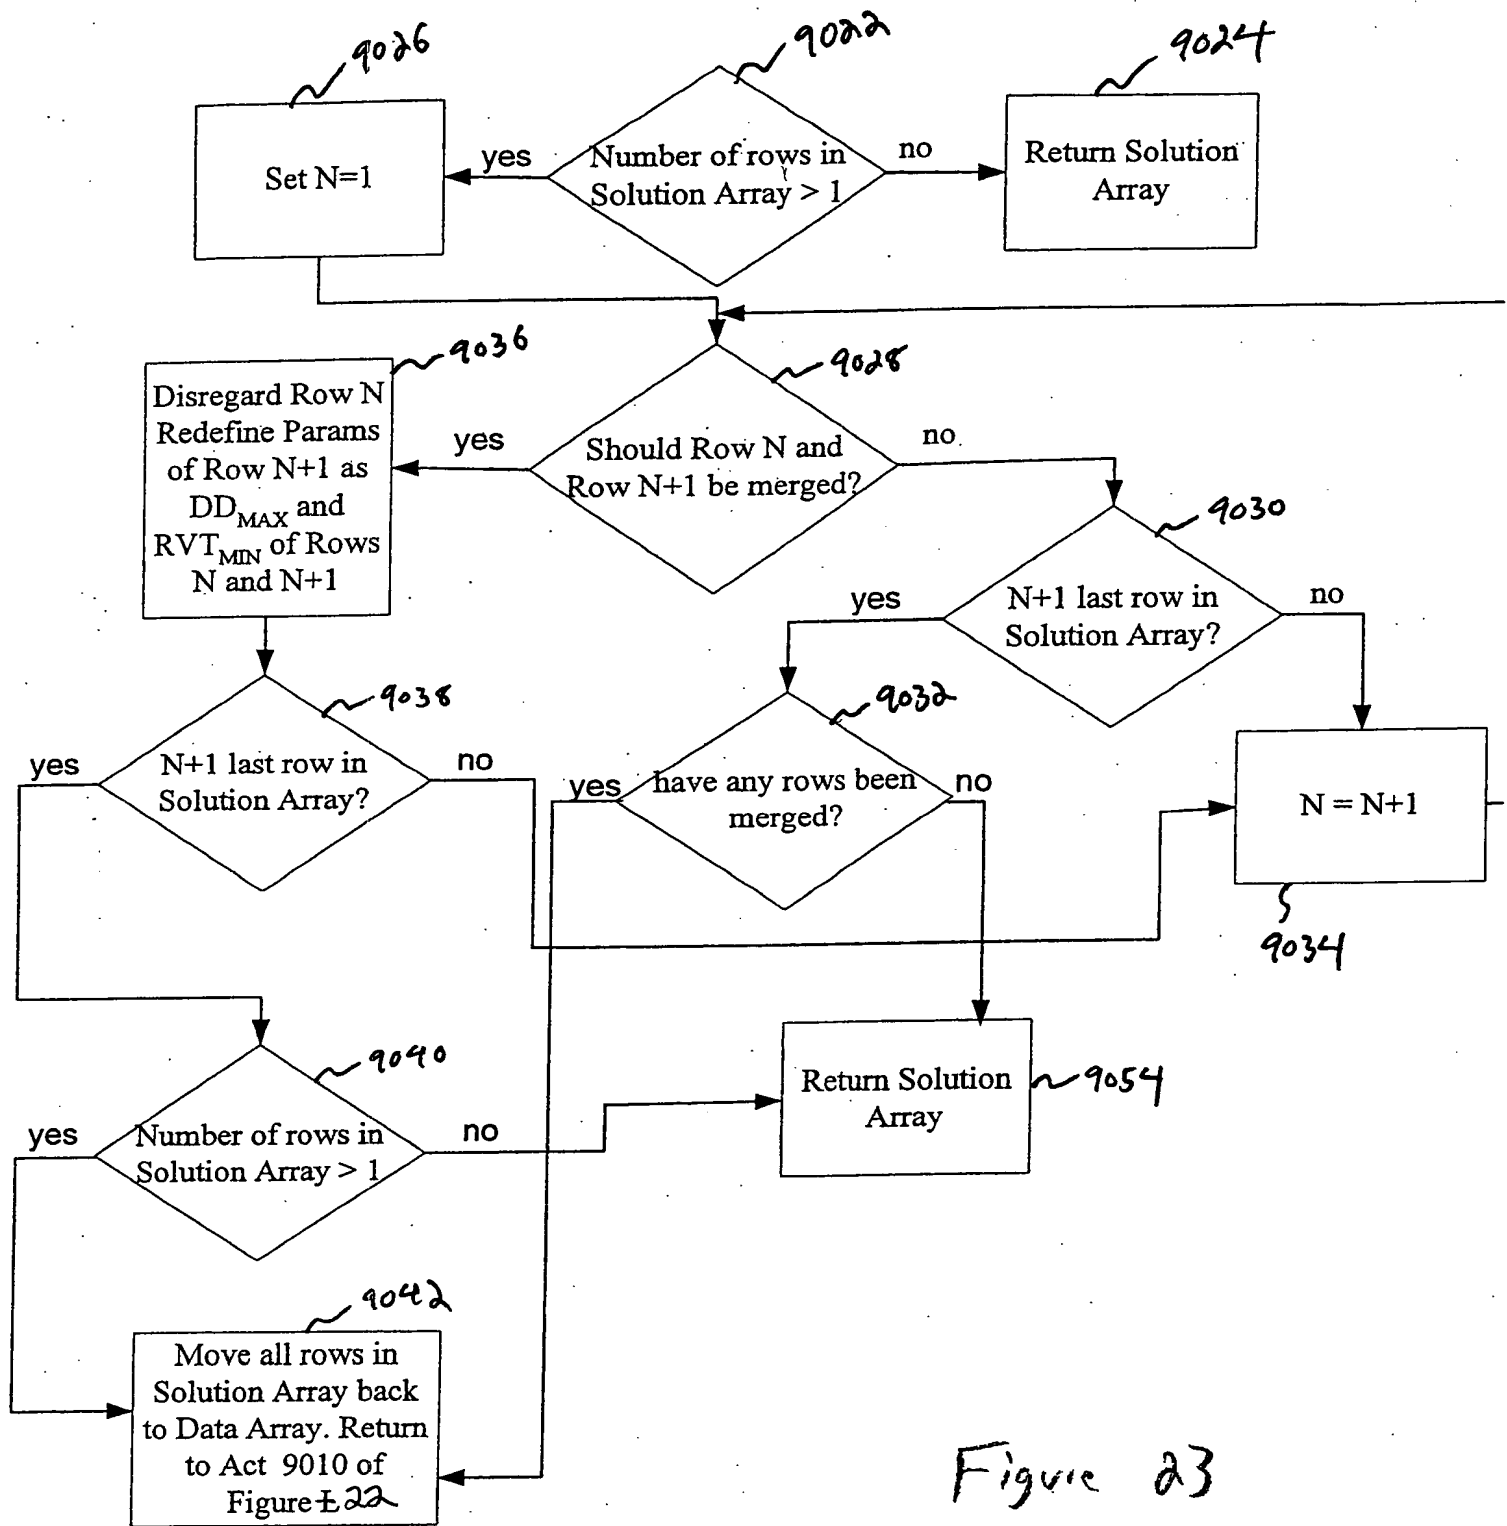 9026
9022
9024
Set N=1
yes
Number of rows in
Solution Array > 1
no
Return Solution
Array
9036
9028
Disregard Row N
Redefine Params
of Row N+1 as
DDMAX and
RVTMIN of Rows
N and N+1
yes
Should Row N and
Row N+1 be merged?
no
9030
yes
N+1 last row in
Solution Array?
no
9038
9032
yes
N+1 last row in
Solution Array?
no
yes
have any rows been
merged?
no
N = N+1
9034
9040
yes
Number of rows in
Solution Array > 1
no
Return Solution
Array
9054
9042
Move all rows in
Solution Array back
to Data Array. Return
to Act 9010 of
Figure 22
Figure 23